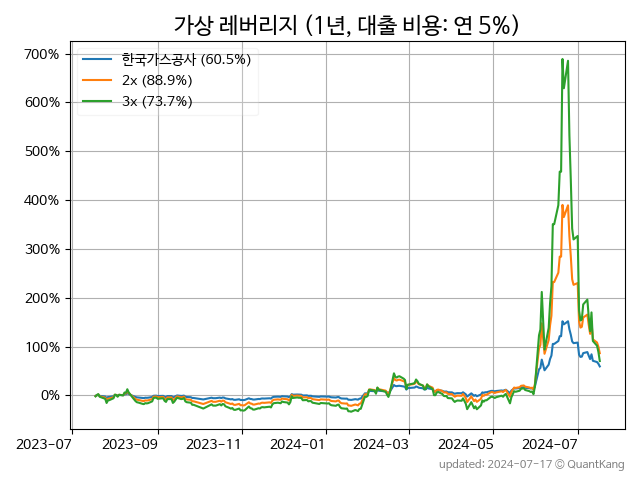 가상 레버리지 (1년, 대출 비용: 연 5%)
한국가스공사 (60.5%)
2x (88.9%)
3x (73.7%)
700%
600%
500%
400%
300%
200%
100%
0%
2023-07 2023-09 2023-11 2024-01 2024-03 2024-05 2024-07
updated: 2024-07-17 © QuantKang